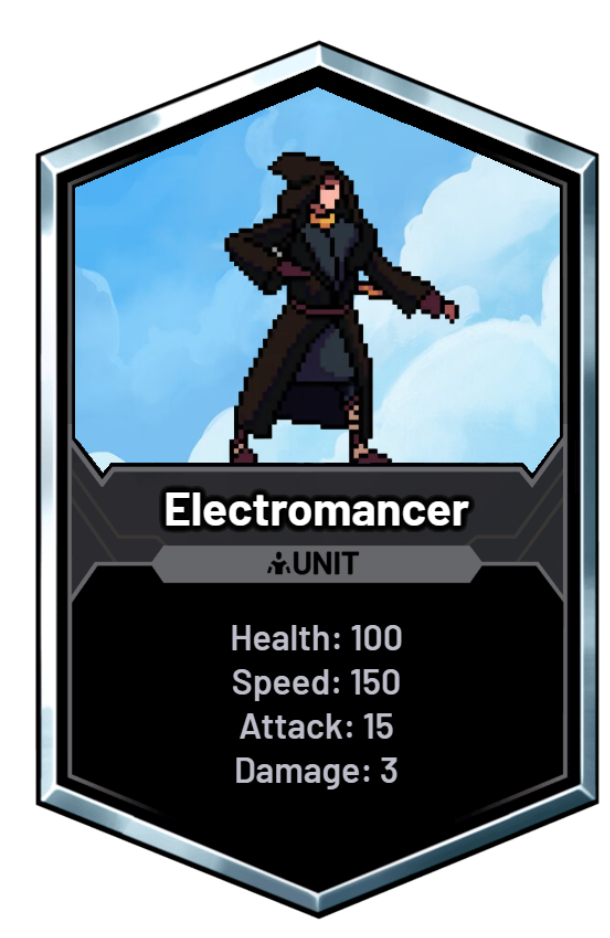 Electromancer
UNIT
Health: 100
Speed: 150
Attack: 15
Damage: 3